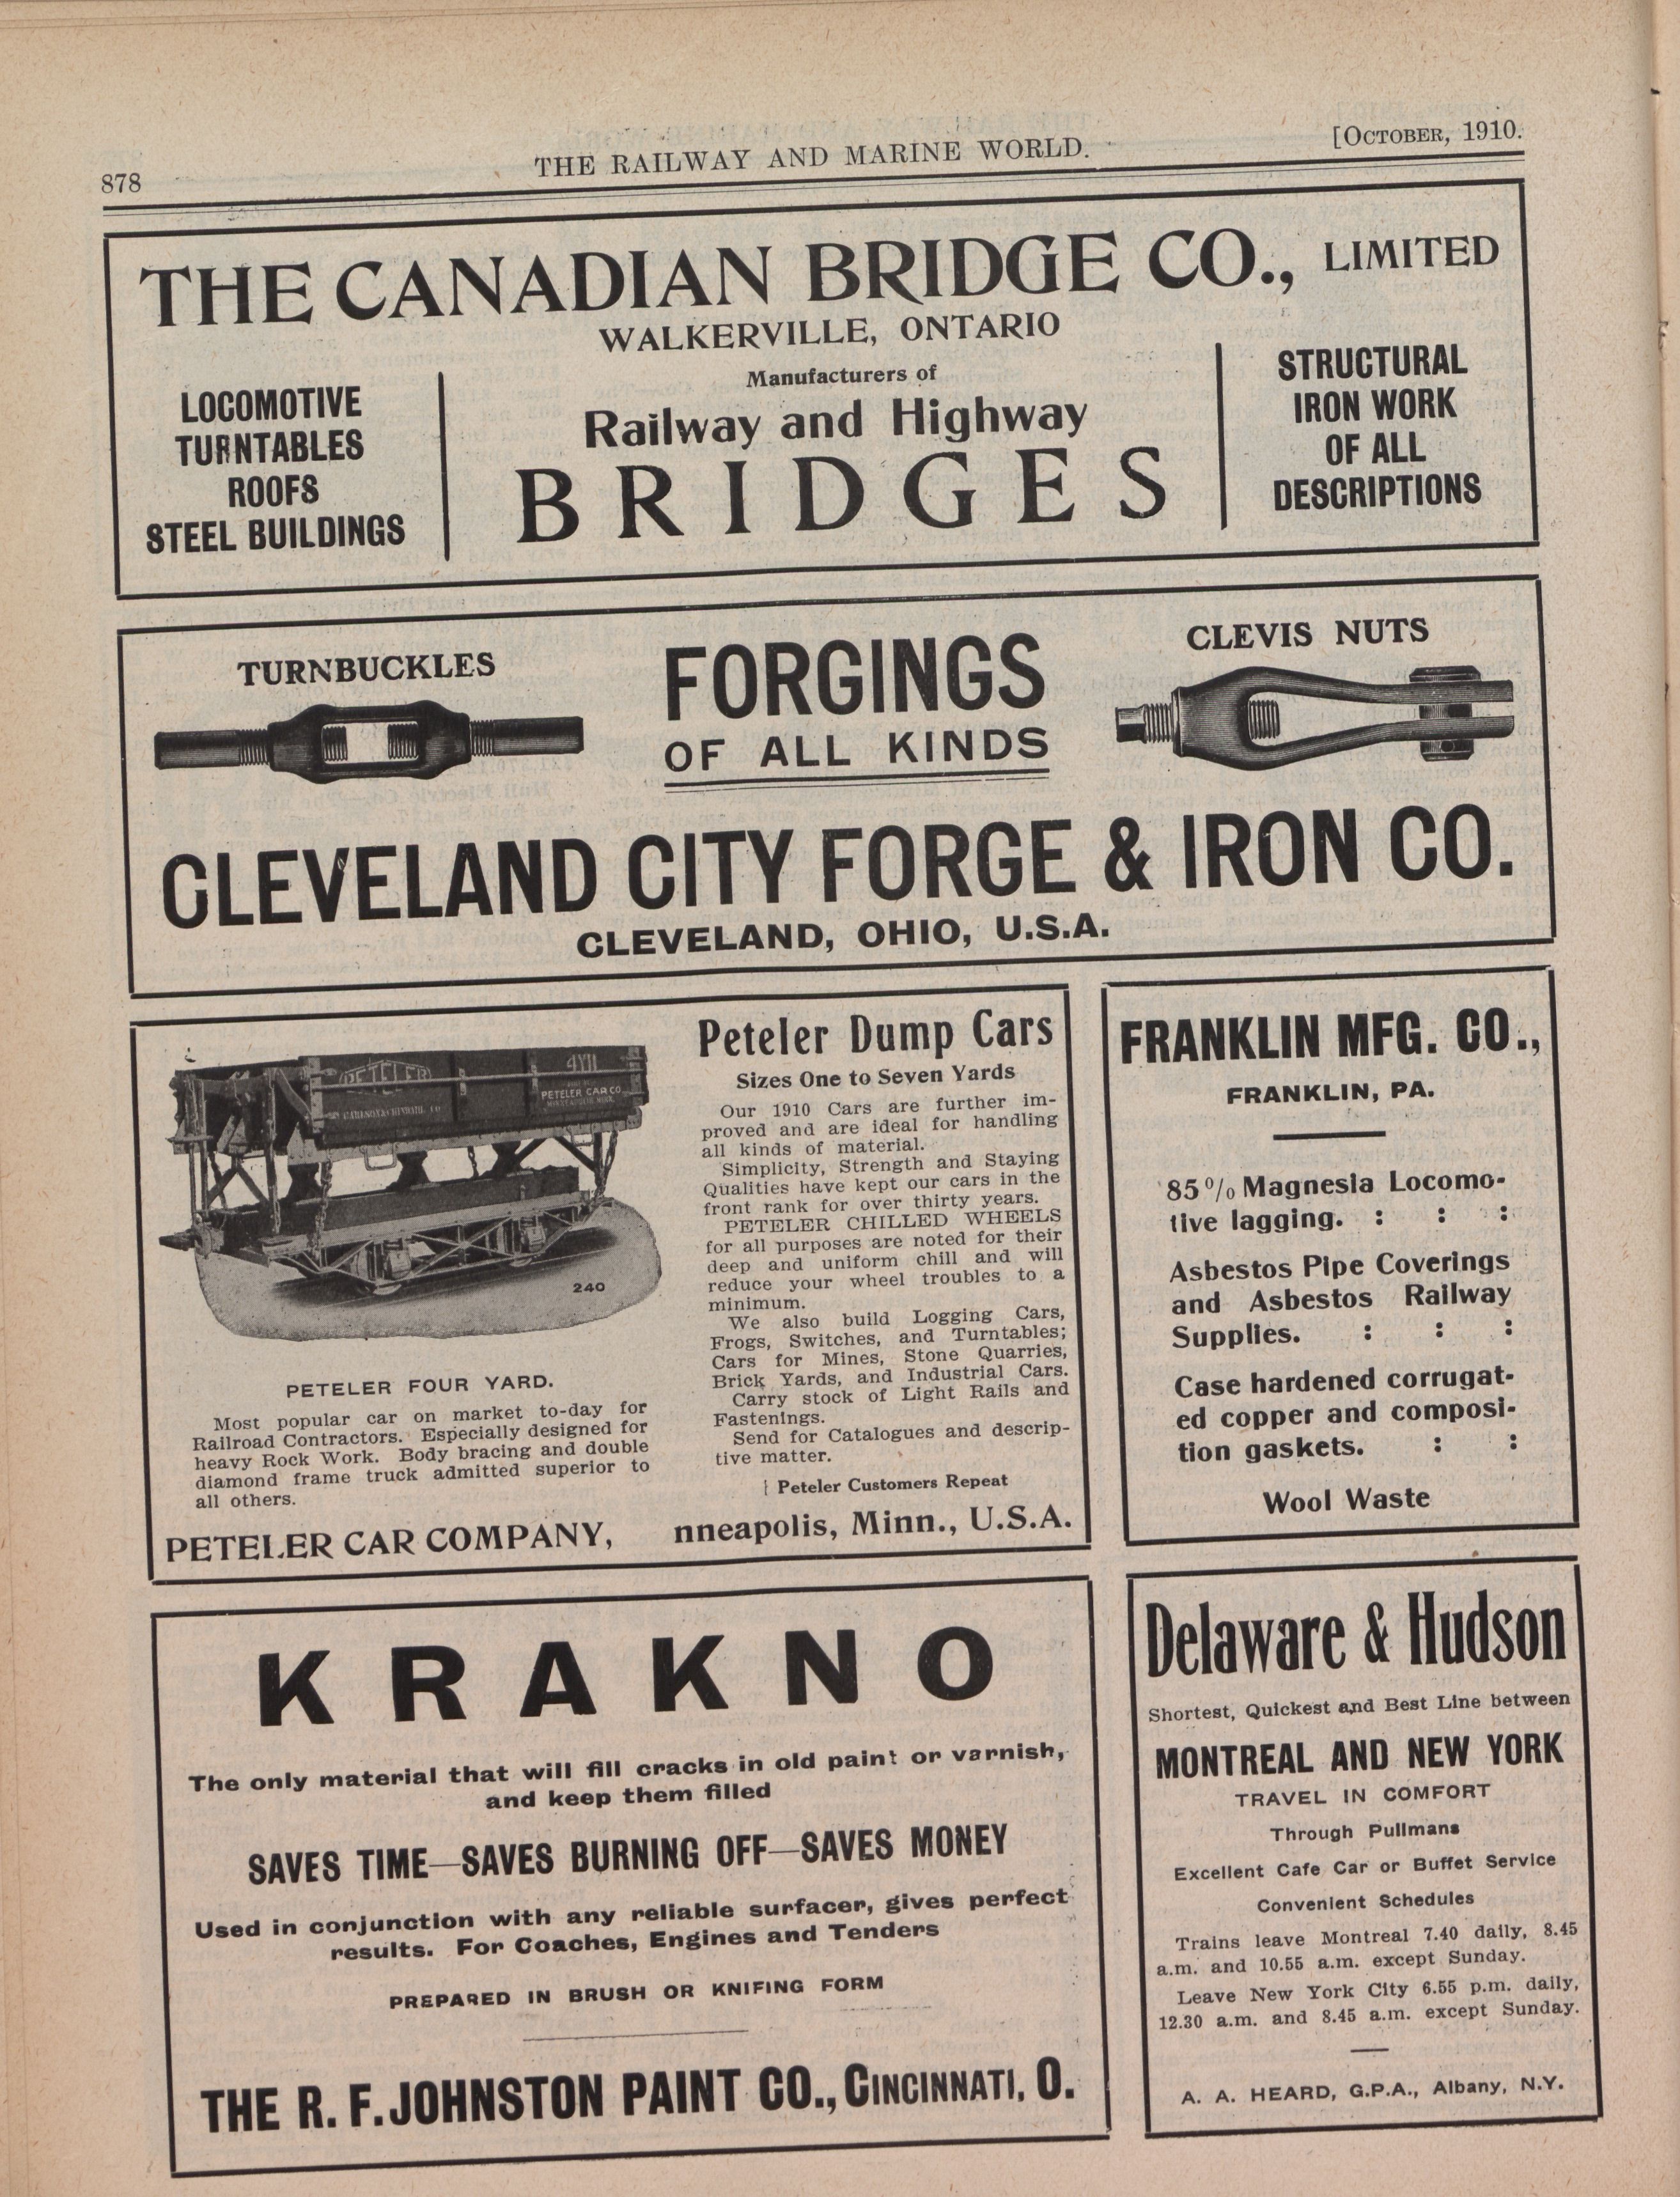 878
THE RAILWAY AND MARINE WORLD.
[OCTOBER, 1910.
THE CANADIAN BRIDGE CO., LIMITED
WALKERVILLE, ONTARIO
LOCOMOTIVE
TURNTABLES
ROOFS
STEEL BUILDINGS
Manufacturers of
Railway and Highway
BRIDGES
STRUCTURAL
IRON WORK
OF ALL
DESCRIPTIONS
TURNBUCKLES
FORGINGS
OF ALL KINDS
CLEVIS NUTS
CLEVELAND CITY FORGE & IRON CO.
CLEVELAND, OHIO, U.S.A.
PETELER
4 YD
PETELER CAR CO
240
PETELER FOUR YARD.
Most popular car on market to-day for
Railroad Contractors. Especially designed for
heavy Rock Work. Body bracing and double
diamond frame truck admitted superior to
all others.
Peteler Dump Cars
Sizes One to Seven Yards
Our 1910 Cars are further im-
proved and are ideal for handling
all kinds of material.
Simplicity, Strength and Staying
Qualities have kept our cars in the
front rank for over thirty years.
PETELER CHILLED WHEELS
for all purposes are noted for their
deep and uniform chill and will
reduce your wheel troubles to a
minimum.
We also build Logging Cars,
Frogs, Switches, and Turntables;
Cars for Mines, Stone Quarries,
Brick Yards, and Industrial Cars.
Carry stock of Light Rails and
Fastenings.
Send for Catalogues and descrip-
tive matter.
Peteler Customers Repeat
PETELER CAR COMPANY, nneapolis, Minn., U.S.A.
FRANKLIN MFG. CO.,
FRANKLIN, PA.
85% Magnesia Locomo-
tive lagging. : : :
Asbestos Pipe Coverings
and Asbestos Railway
Supplies. : : :
Case hardened corrugat-
ed copper and composi-
tion gaskets. : :
Wool Waste
KRAKNO
The only material that will fill cracks in old paint or varnish,
and keep them filled
SAVES TIME—SAVES BURNING OFF—SAVES MONEY
Used in conjunction with any reliable surfacer, gives perfect
results. For Coaches, Engines and Tenders
PREPARED IN BRUSH OR KNIFING FORM
THE R. F. JOHNSTON PAINT CO., CINCINNATI, O.
Delaware & Hudson
Shortest, Quickest and Best Line between
MONTREAL AND NEW YORK
TRAVEL IN COMFORT
Through Pullmans
Excellent Cafe Car or Buffet Service
Convenient Schedules
Trains leave Montreal 7.40 daily, 8.45
a.m. and 10.55 a.m. except Sunday.
Leave New York City 6.55 p.m. daily,
12.30 a.m. and 8.45 a.m. except Sunday.
A. A. HEARD, G.P.A., Albany, N.Y.